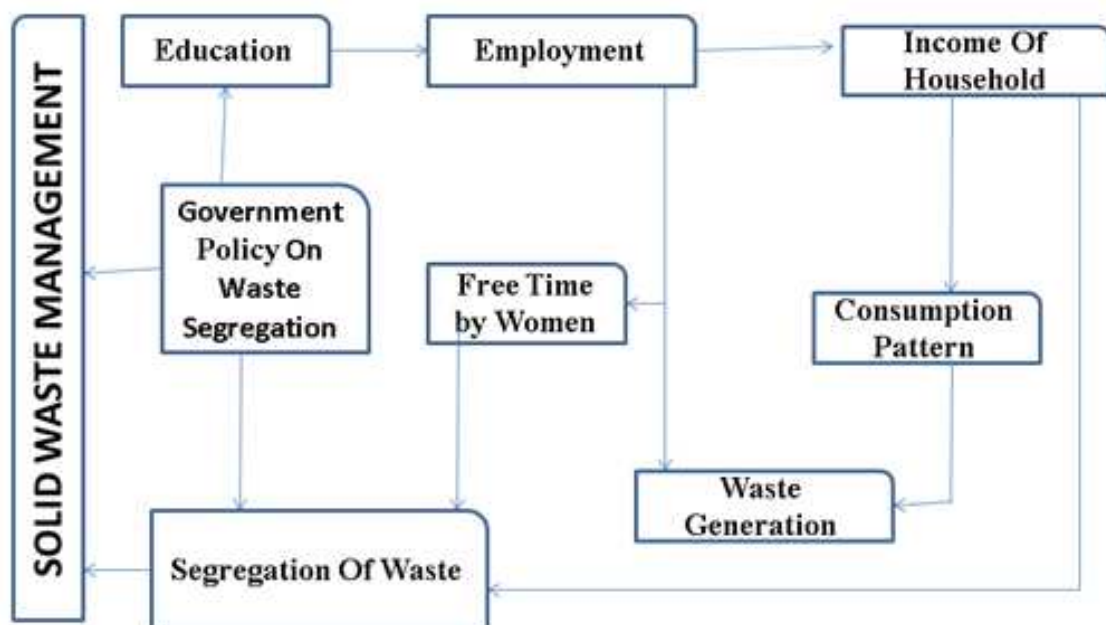 SOLID WASTE MANAGEMENT
Education
Employment
Income Of
Household
Government
Policy On
Waste
Segregation
Free Time
by Women
Consumption
Pattern
Waste
Generation
Segregation Of Waste